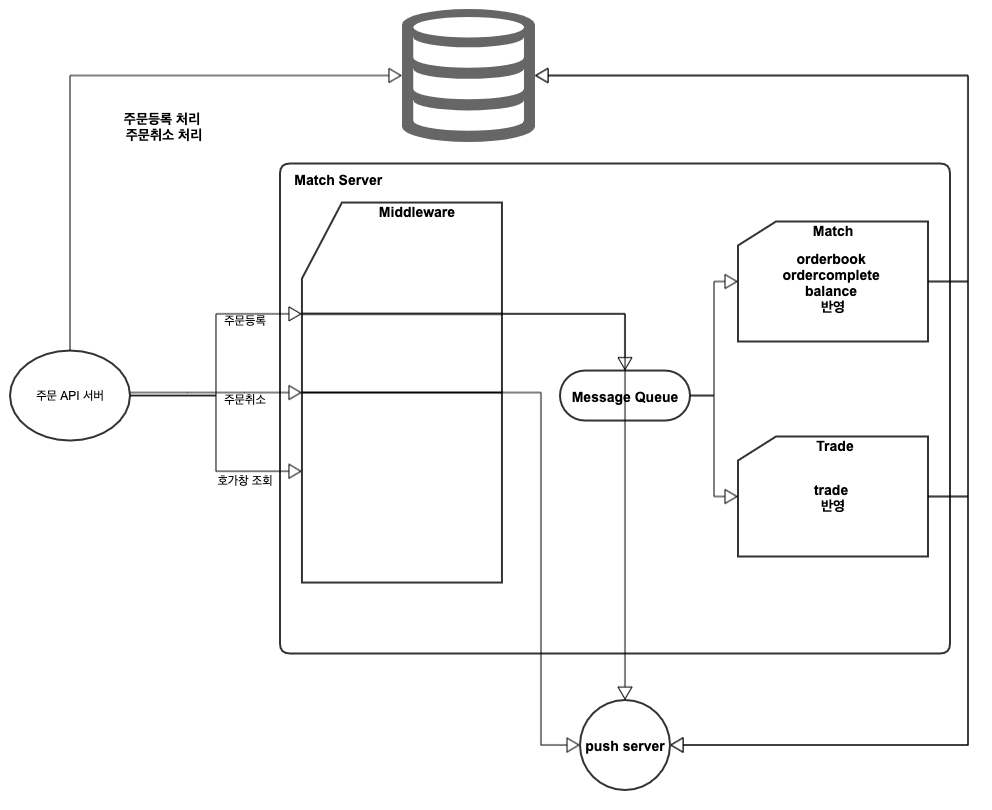 주문등록 처리
주문취소 처리
Match Server
Middleware
Match
orderbook
ordercomplete
balance
반영
주문등록
주문 API 서버
주문취소
Message Queue
호가창 조회
Trade
trade
반영
push server